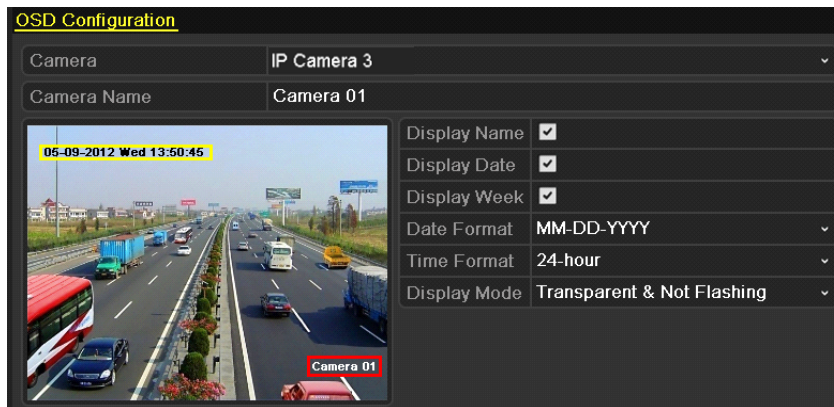 OSD Configuration
Camera IP Camera 3
Camera Name Camera 01
05-09-2012 Wed 13:50:45
Camera 01
Display Name
Display Date
Display Week
Date Format MM-DD-YYYY
Time Format 24-hour
Display Mode Transparent & Not Flashing